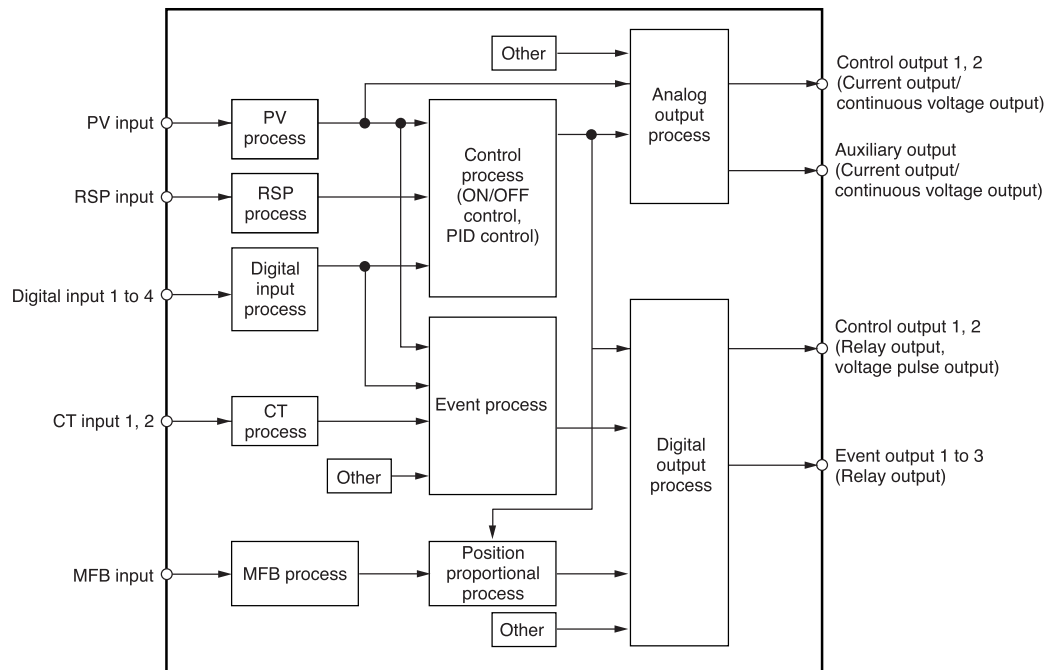 Other
Control output 1, 2
(Current output/
continuous voltage output)
Analog
output
process
PV input
PV
process
Control
process
(ON/OFF
control,
PID control)
Auxiliary output
(Current output/
continuous voltage output)
RSP input
RSP
process
Digital input 1 to 4
Digital
input
process
Control output 1, 2
(Relay output,
voltage pulse output)
CT input 1, 2
CT
process
Event process
Other
Digital
output
process
Event output 1 to 3
(Relay output)
MFB input
MFB process
Position
proportional
process
Other